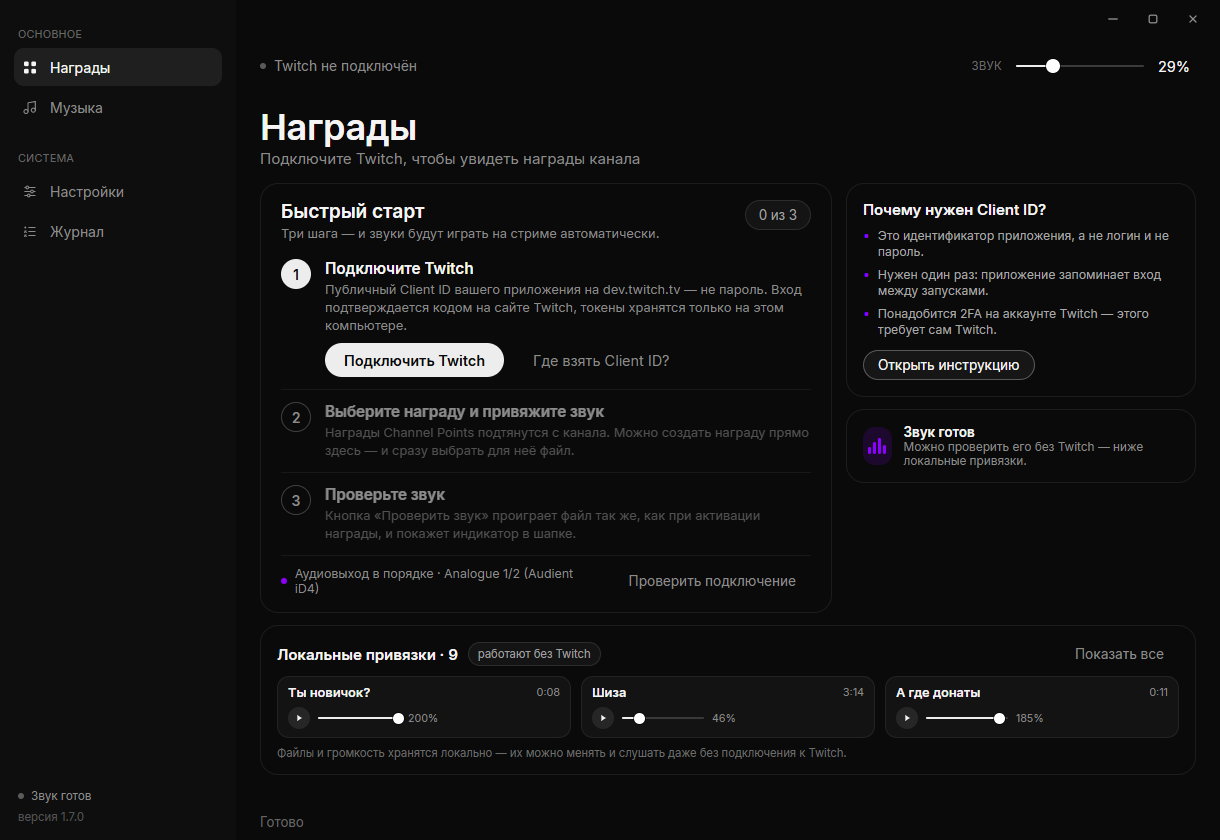 ОСНОВНОЕ
Награды
Музыка
СИСТЕМА
Настройки
Журнал
Звук готов
версия 1.7.0
Twitch не подключён
ЗВУК
29%
Награды
Подключите Twitch, чтобы увидеть награды канала
Быстрый старт
0 из 3
Три шага — и звуки будут играть на стриме автоматически.
1
Подключите Twitch
Публичный Client ID вашего приложения на dev.twitch.tv — не пароль. Вход
подтверждается кодом на сайте Twitch, токены хранятся только на этом
компьютере.
Подключить Twitch
Где взять Client ID?
2
Выберите награду и привяжите звук
Награды Channel Points подтянутся с канала. Можно создать награду прямо
здесь — и сразу выбрать для неё файл.
3
Проверьте звук
Кнопка «Проверить звук» проиграет файл так же, как при активации
награды, и покажет индикатор в шапке.
Аудиовыход в порядке · Analogue 1/2 (Audient
iD4)
Проверить подключение
Почему нужен Client ID?
Это идентификатор приложения, а не логин и не
пароль.
Нужен один раз: приложение запоминает вход
между запусками.
Понадобится 2FA на аккаунте Twitch — этого
требует сам Twitch.
Открыть инструкцию
Звук готов
Можно проверить его без Twitch — ниже
локальные привязки.
Локальные привязки · 9
работают без Twitch
Показать все
Ты новичок?
0:08
200%
Шиза
3:14
46%
А где донаты
0:11
185%
Файлы и громкость хранятся локально — их можно менять и слушать даже без подключения к Twitch.
Готово